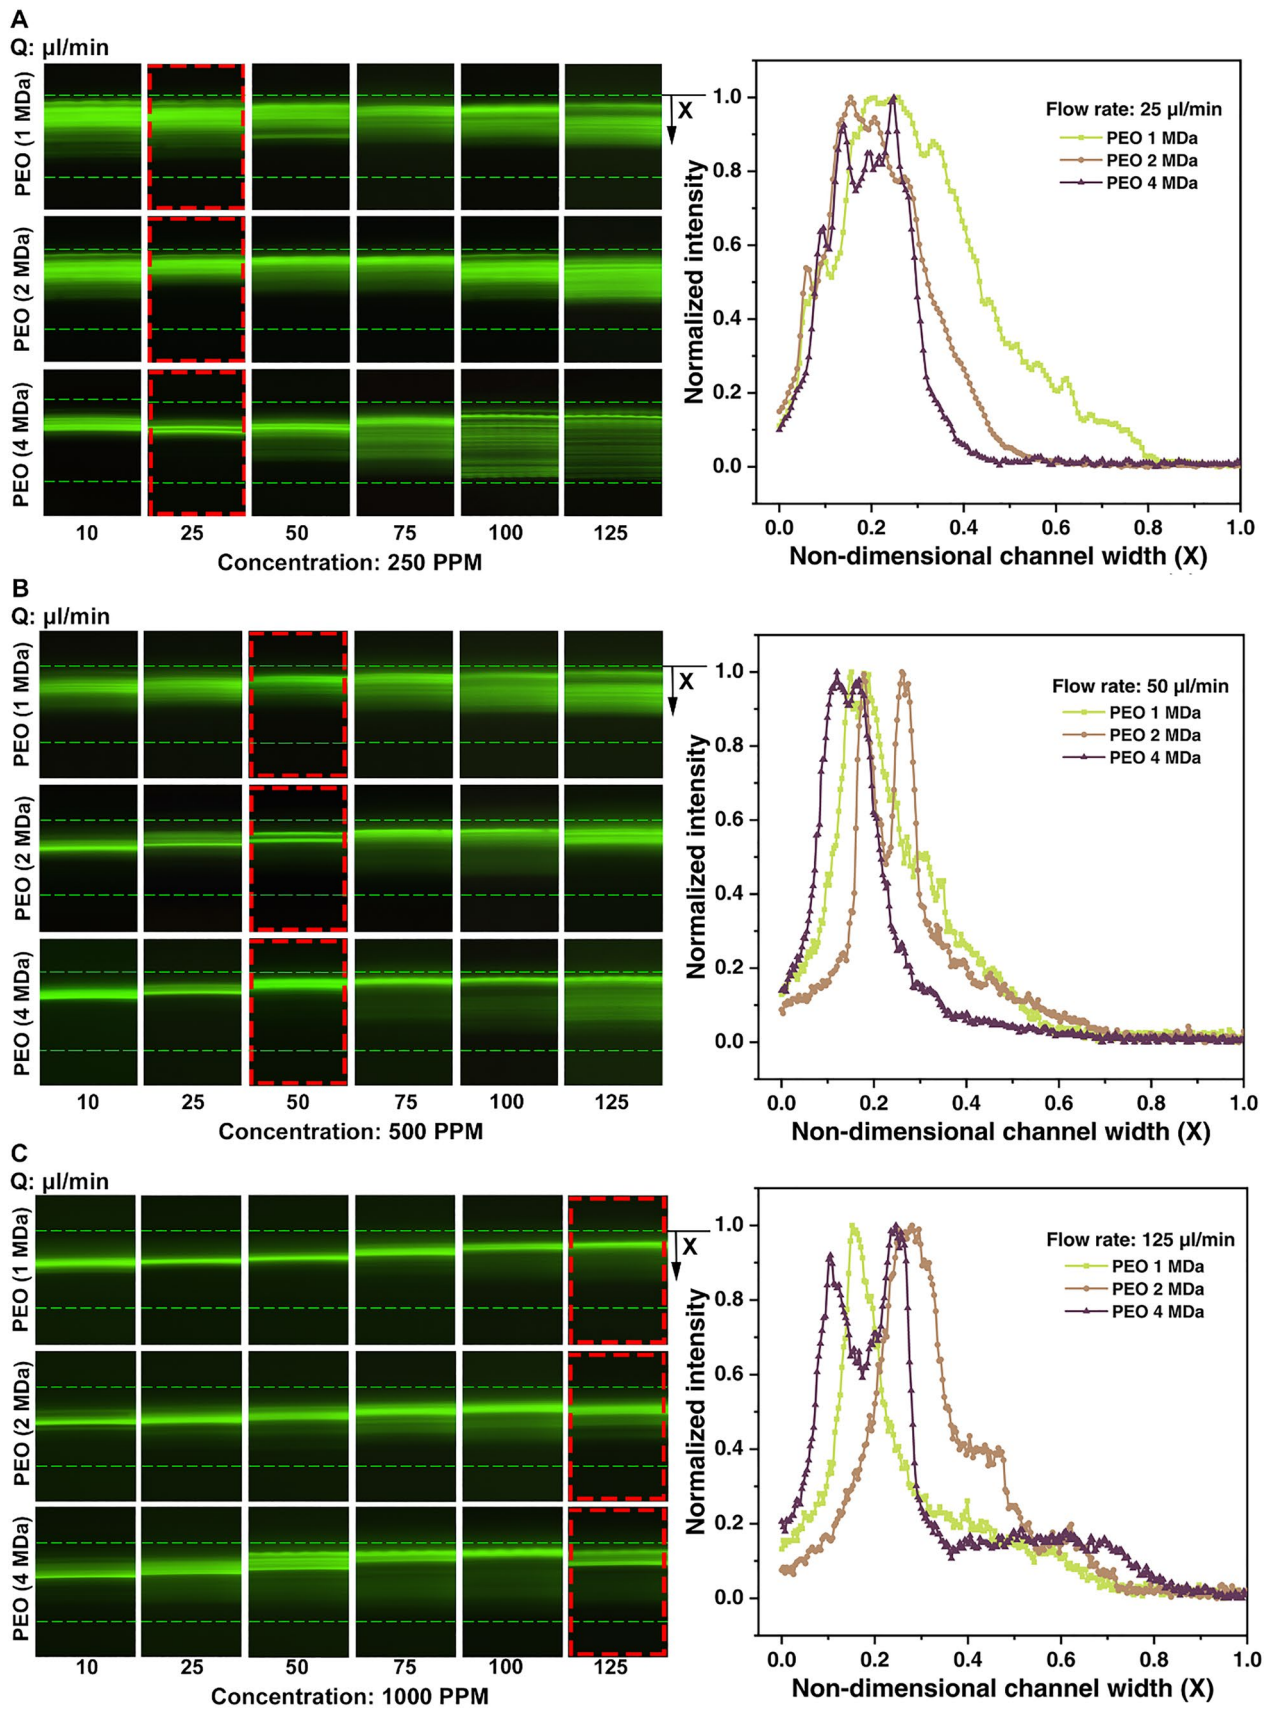 A
Q: µl/min
PEO (1 MDa)
PEO (2 MDa)
PEO (4 MDa)
X
10 25 50 75 100 125
Concentration: 250 PPM
Normalized intensity
1.0
0.8
0.6
0.4
0.2
0.0
Flow rate: 25 µl/min
PEO 1 MDa
PEO 2 MDa
PEO 4 MDa
0.0 0.2 0.4 0.6 0.8 1.0
Non-dimensional channel width (X)
B
Q: µl/min
PEO (1 MDa)
PEO (2 MDa)
PEO (4 MDa)
X
10 25 50 75 100 125
Concentration: 500 PPM
Normalized intensity
1.0
0.8
0.6
0.4
0.2
0.0
Flow rate: 50 µl/min
PEO 1 MDa
PEO 2 MDa
PEO 4 MDa
0.0 0.2 0.4 0.6 0.8 1.0
Non-dimensional channel width (X)
C
Q: µl/min
PEO (1 MDa)
PEO (2 MDa)
PEO (4 MDa)
X
10 25 50 75 100 125
Concentration: 1000 PPM
Normalized intensity
1.0
0.8
0.6
0.4
0.2
0.0
Flow rate: 125 µl/min
PEO 1 MDa
PEO 2 MDa
PEO 4 MDa
0.0 0.2 0.4 0.6 0.8 1.0
Non-dimensional channel width (X)